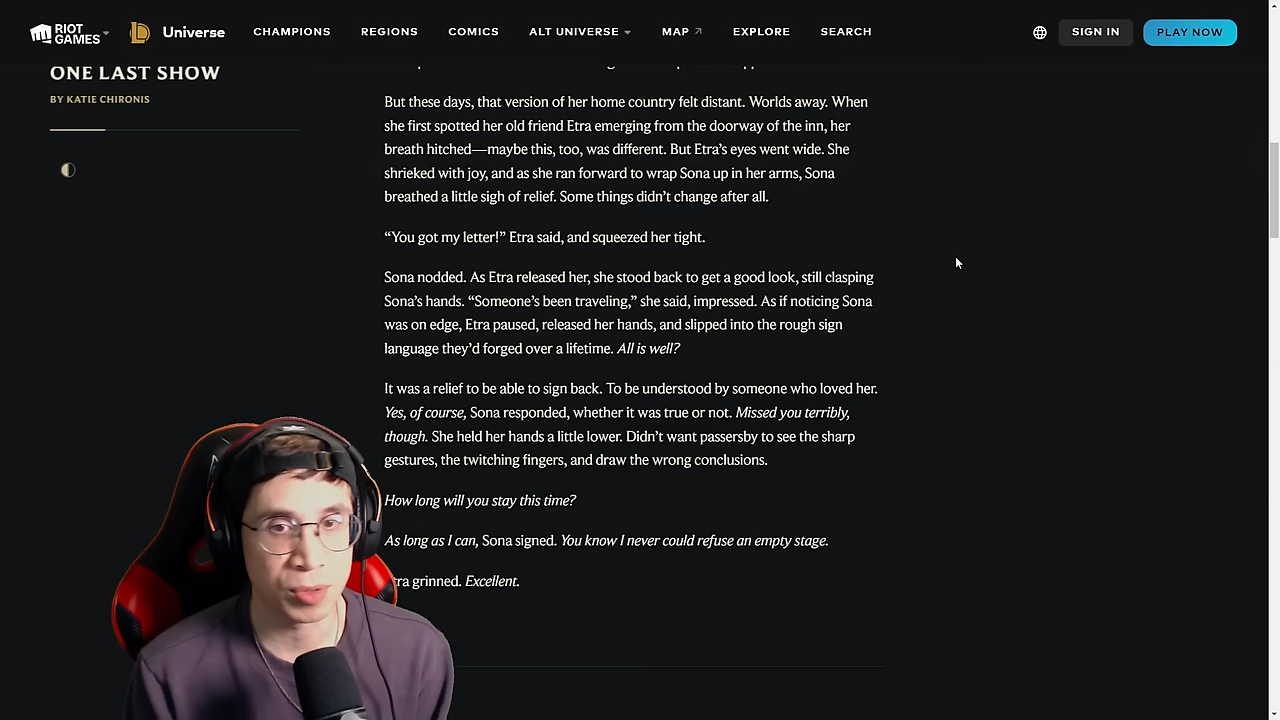 RIOT GAMES
Universe
CHAMPIONS
REGIONS
COMICS
ALT UNIVERSE
MAP
EXPLORE
SEARCH
SIGN IN
PLAY NOW
ONE LAST SHOW
BY KATIE CHIRONIS
But these days, that version of her home country felt distant. Worlds away. When
she first spotted her old friend Etra emerging from the doorway of the inn, her
breath hitched—maybe this, too, was different. But Etra’s eyes went wide. She
shrieked with joy, and as she ran forward to wrap Sona up in her arms, Sona
breathed a little sigh of relief. Some things didn’t change after all.
“You got my letter!” Etra said, and squeezed her tight.
Sona nodded. As Etra released her, she stood back to get a good look, still clasping
Sona’s hands. “Someone’s been traveling,” she said, impressed. As if noticing Sona
was on edge, Etra paused, released her hands, and slipped into the rough sign
language they’d forged over a lifetime. All is well?
It was a relief to be able to sign back. To be understood by someone who loved her.
Yes, of course, Sona responded, whether it was true or not. Missed you terribly,
though. She held her hands a little lower. Didn’t want passersby to see the sharp
gestures, the twitching fingers, and draw the wrong conclusions.
How long will you stay this time?
As long as I can, Sona signed. You know I never could refuse an empty stage.
tra grinned. Excellent.